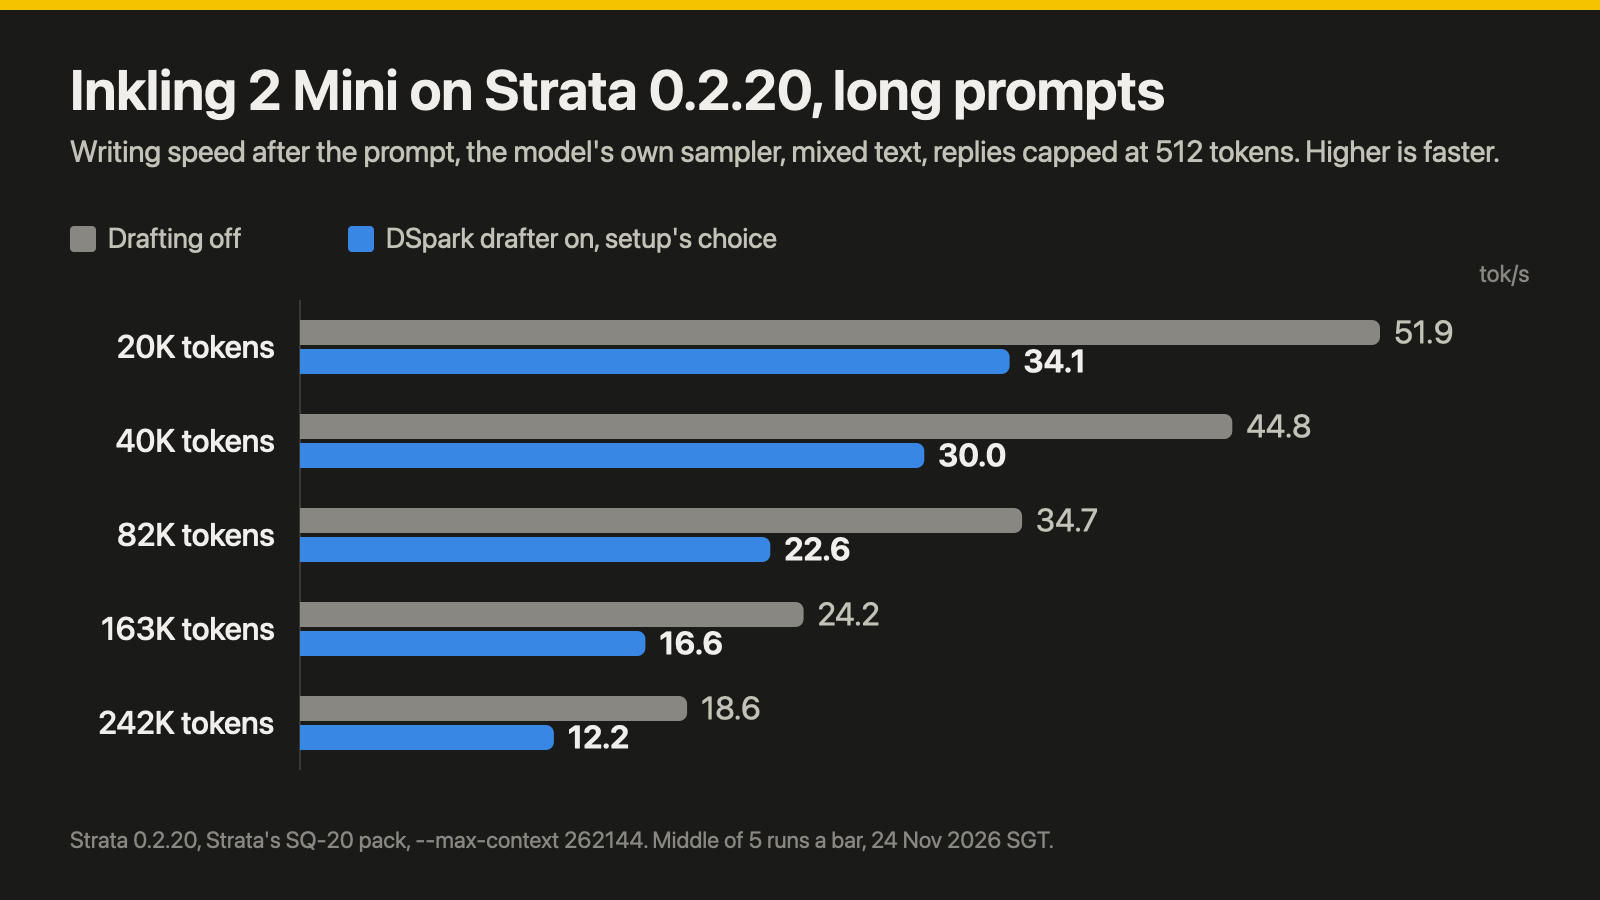 Inkling 2 Mini on Strata 0.2.20, long prompts
Writing speed after the prompt, the model's own sampler, mixed text, replies capped at 512 tokens. Higher is faster.
Drafting off
DSpark drafter on, setup's choice
tok/s
20K tokens
51.9
34.1
40K tokens
44.8
30.0
82K tokens
34.7
22.6
163K tokens
24.2
16.6
242K tokens
18.6
12.2
Strata 0.2.20, Strata's SQ-20 pack, --max-context 262144. Middle of 5 runs a bar, 24 Nov 2026 SGT.